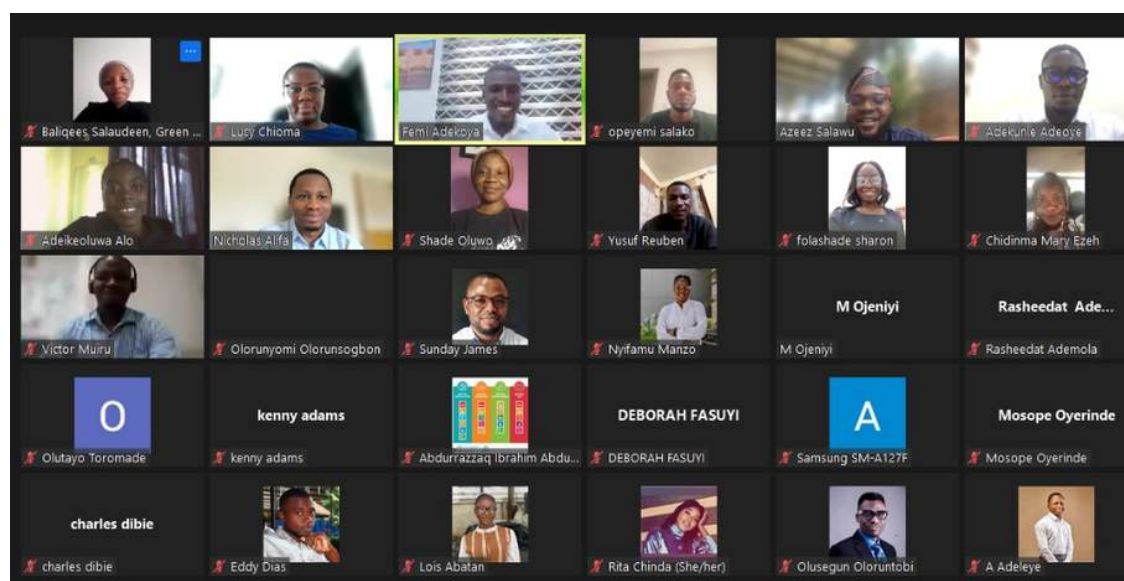 Baliqees Salaudeen, Green ...
Lucy Chioma
Femi Adekoya
opeyemi salako
Azeez Salawu
Adekunle Adeoye
Adeikeoluwa Alo
Nicholas Alifa
Shade Oluwo
Yusuf Reuben
folashade sharon
Chidinma Mary Ezeh
Victor Muiru
Olorunyomi Olorunsogbon
Sunday James
Nyifamu Manzo
M Ojeniyi
M Ojeniyi
Rasheedat Ade...
Rasheedat Ademola
O
Olutayo Toromade
kenny adams
kenny adams
Abdurrazzaq Ibrahim Abdu...
DEBORAH FASUYI
DEBORAH FASUYI
A
Samsung SM-A127F
Mosope Oyerinde
Mosope Oyerinde
charles dibie
charles dibie
Eddy Dias
Lois Abatan
Rita Chinda (She/her)
Olusegun Oloruntobi
A Adeleye